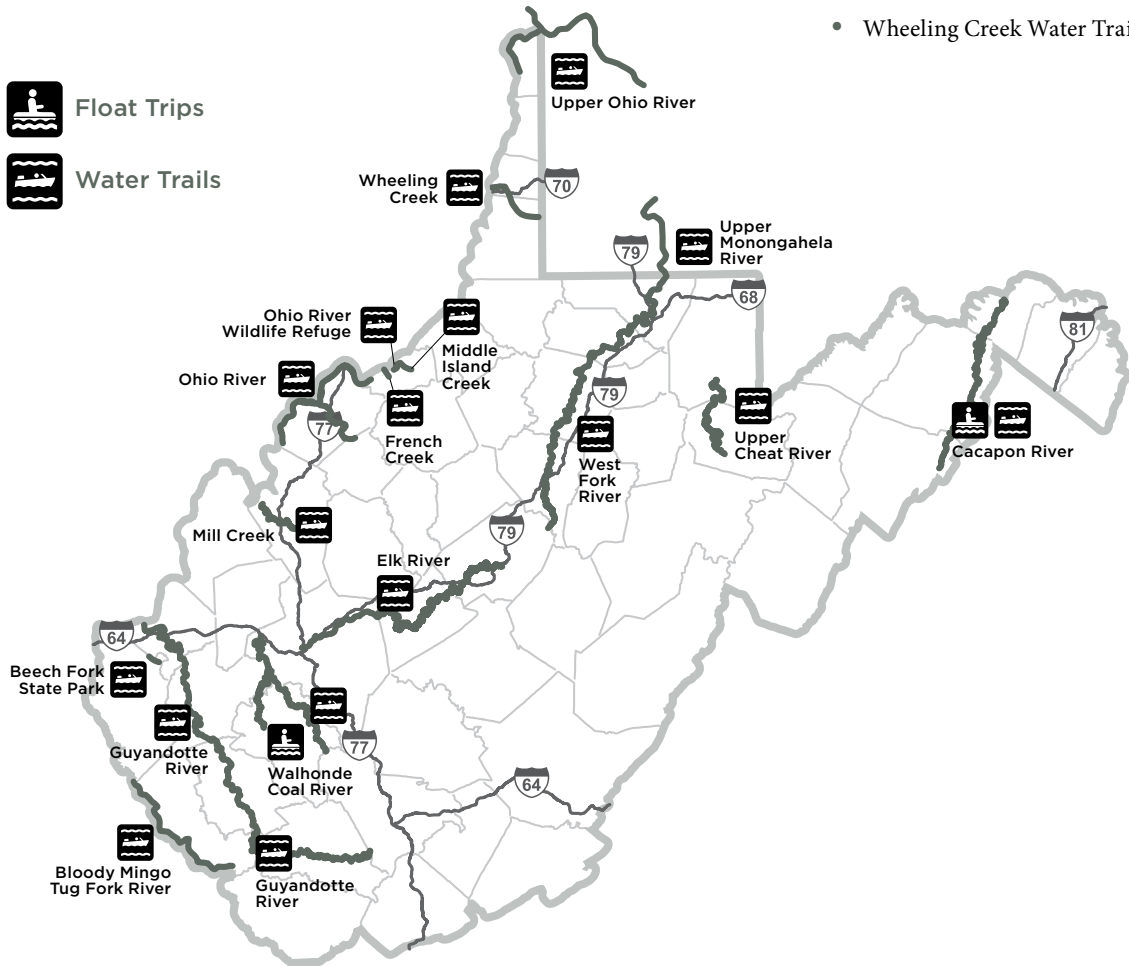 • Wheeling Creek Water Trai
Float Trips
Water Trails
Upper Ohio River
Wheeling
Creek
70
Upper
Monongahela
River
79
68
81
Ohio River
Wildlife Refuge
Middle
Island
Creek
Ohio River
77
French
Creek
79
West
Fork
River
Upper
Cheat River
Cacapon River
Mill Creek
79
Elk River
64
Beech Fork
State Park
Guyandotte
River
Walhonde
Coal River
77
64
Bloody Mingo
Tug Fork River
Guyandotte
River